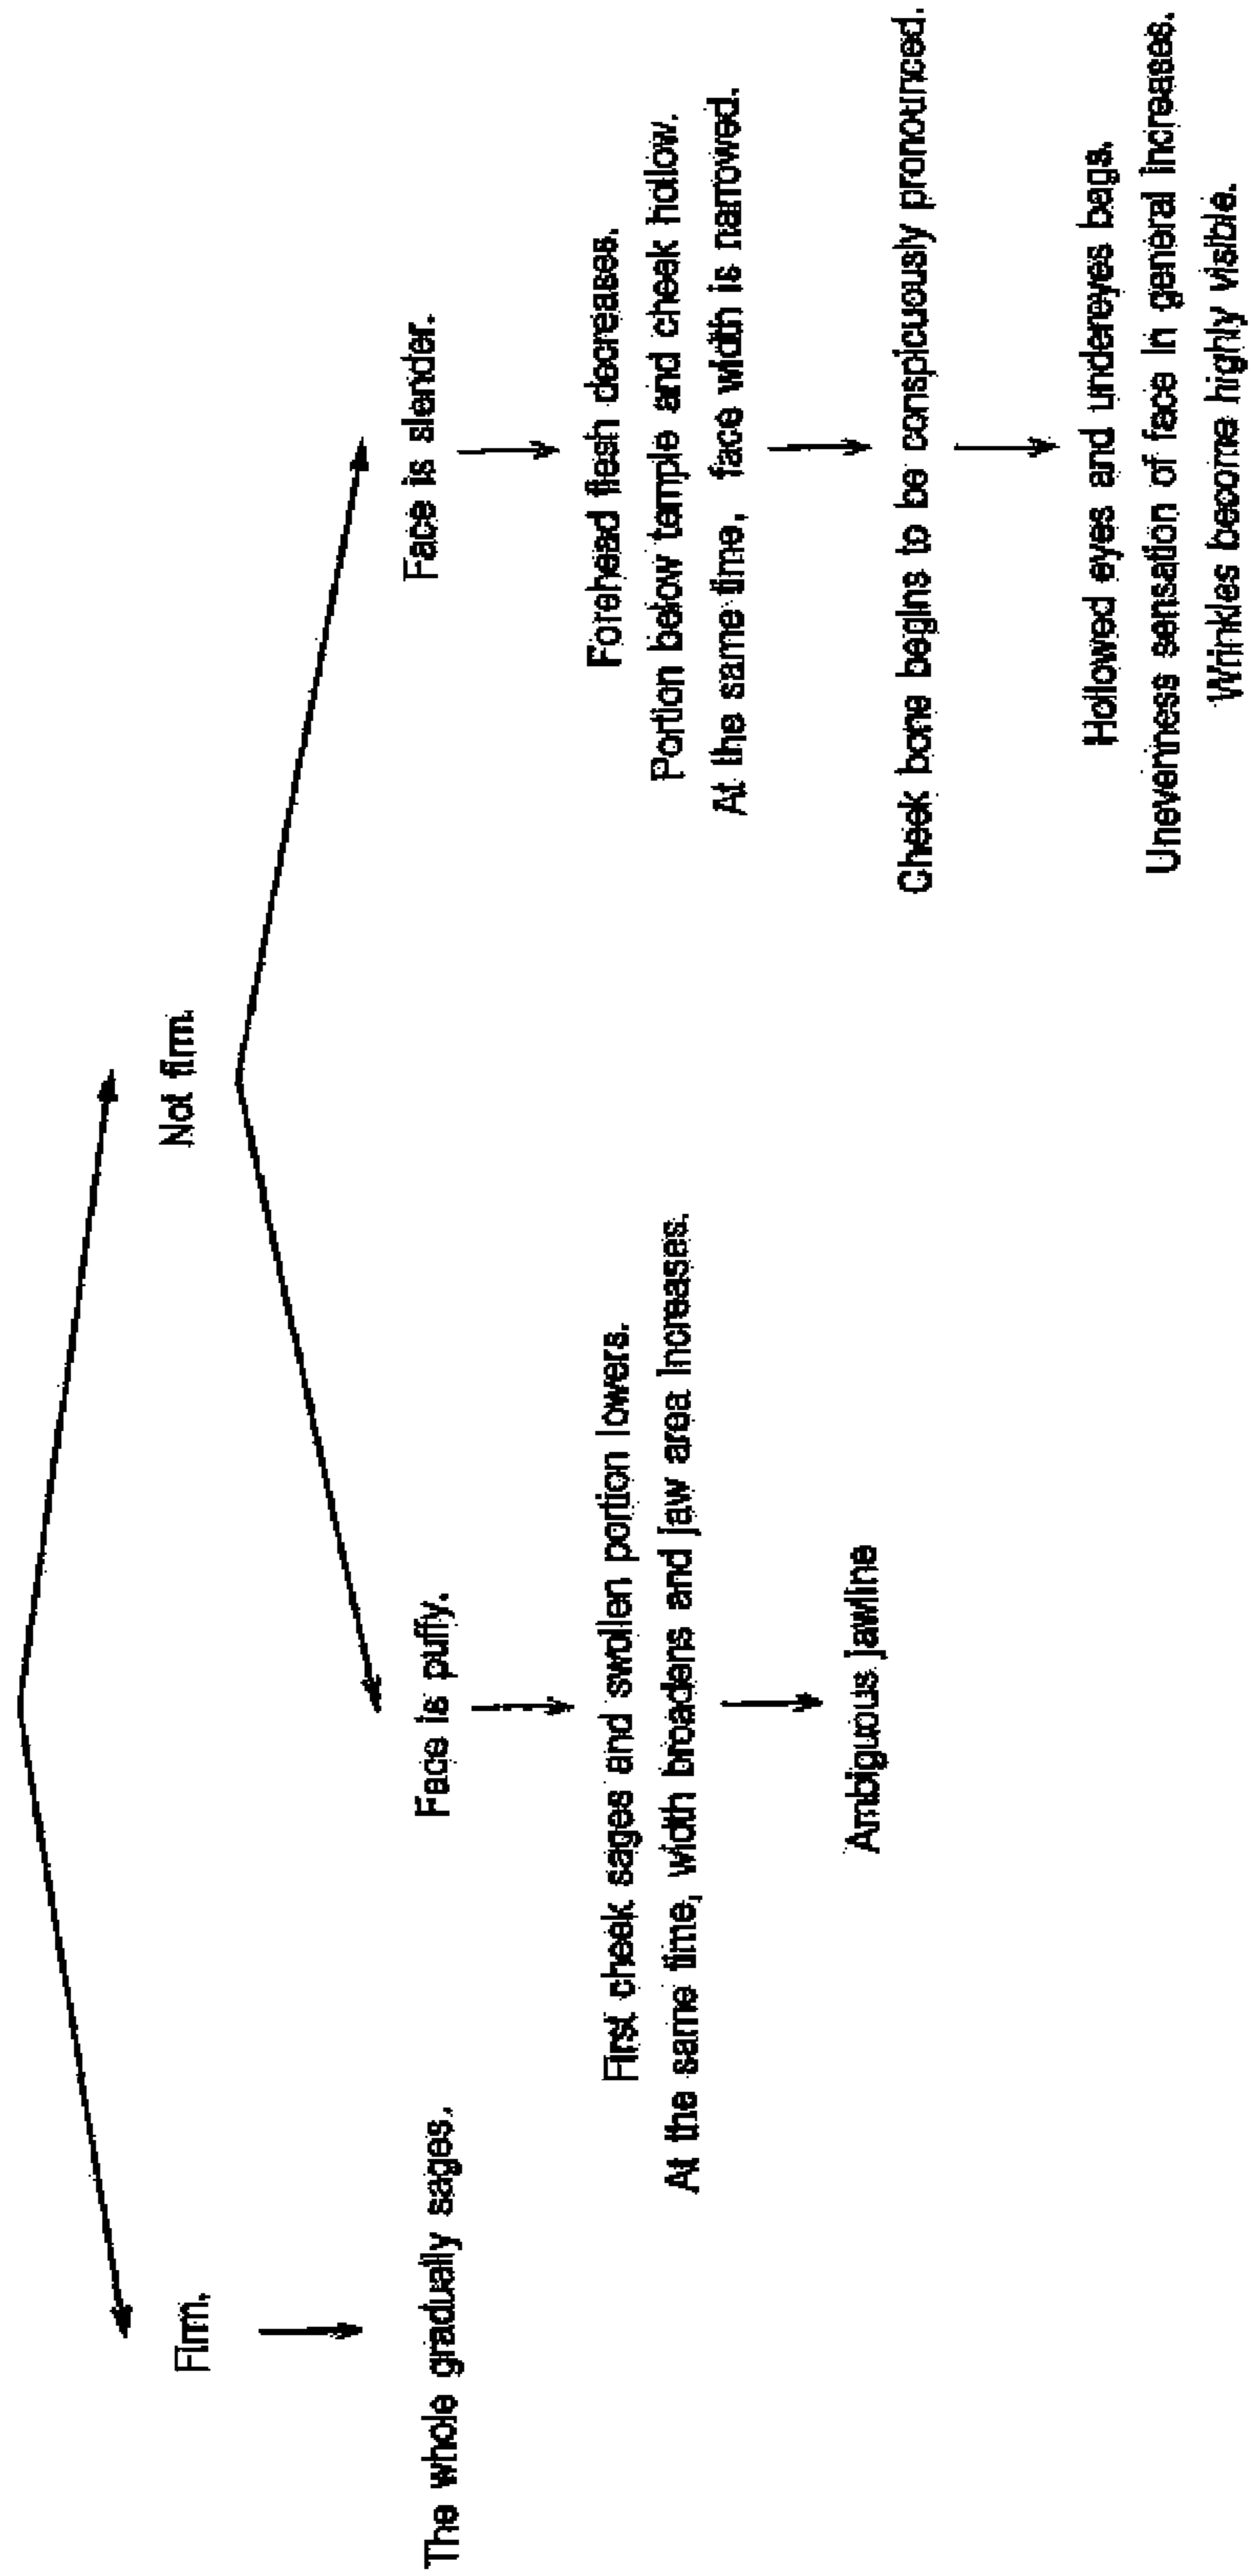 Firm.
Not firm.
The whole gradually sages.
Face is puffy.
Face is slender.
First cheek sages and swollen portion lowers.
At the same time, width broadens and jaw area increases.
Ambiguous jawline
Forehead flesh decreases.
Portion below temple and cheek hollow.
At the same time, face width is narrowed.
Cheek bone begins to be conspicuously pronounced.
Hollowed eyes and undereyes bags.
Unevenness sensation of face in general increases.
Wrinkles become highly visible.